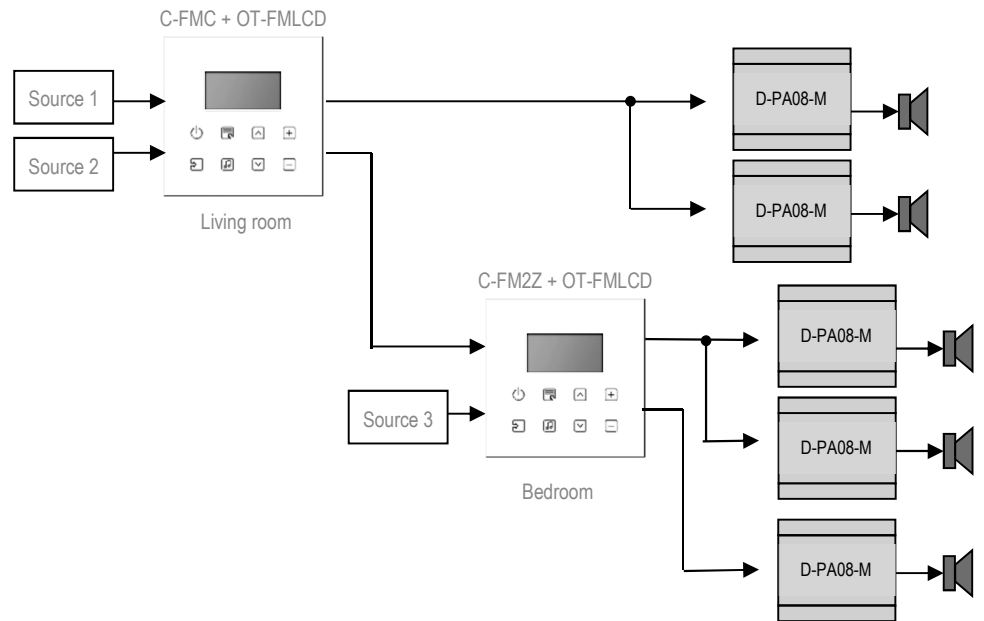 C-FMC + OT-FMLCD
Source 1
Source 2
Living room
D-PA08-M
D-PA08-M
C-FM2Z + OT-FMLCD
Source 3
Bedroom
D-PA08-M
D-PA08-M
D-PA08-M